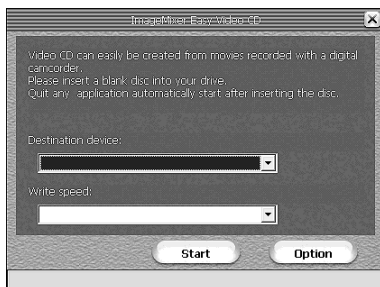 ImageMixer Easy Video CD
Video CD can easily be created from movies recorded with a digital
camcorder.
Please insert a blank disc into your drive.
Quit any application automatically start after inserting the disc.
Destination device:
Write speed:
Start
Option